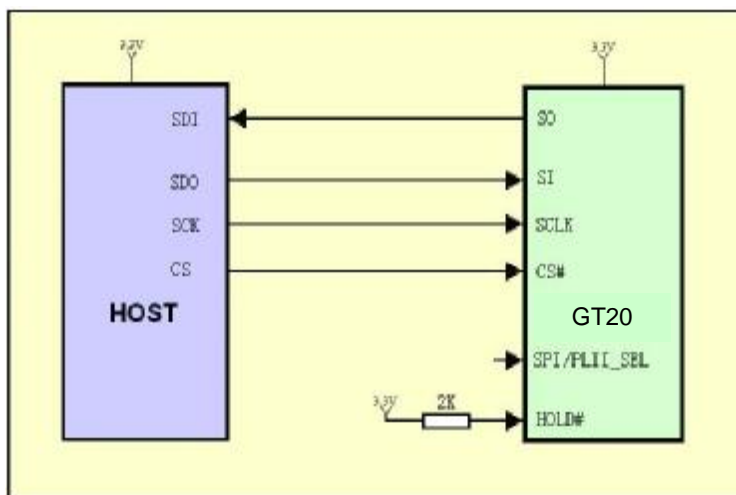 3.3V 3.3V
SDI SO
SDO SI
SCK SCLK
CS CS#
HOST GT20
SPI/PLII_SEL
3.3V 2K HOLD#